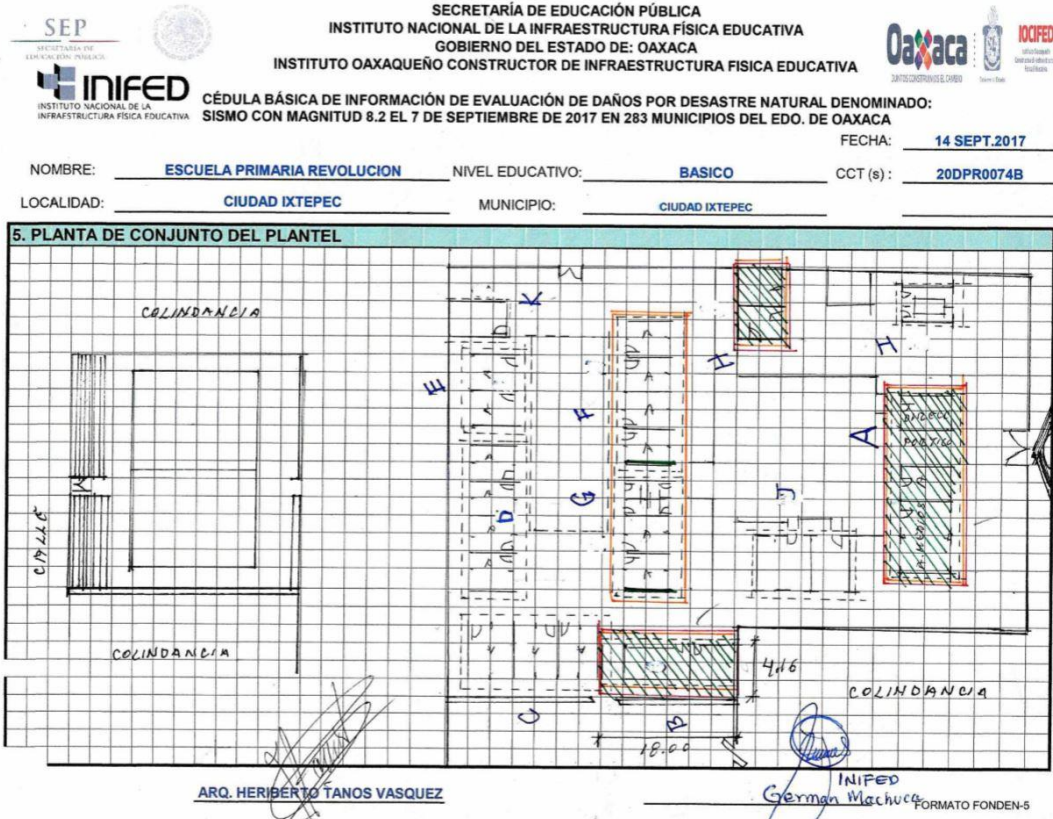 SEP
SECRETARÍA DE
EDUCACIÓN PÚBLICA
INIFED
INSTITUTO NACIONAL DE LA
INFRAESTRUCTURA FÍSICA EDUCATIVA
SECRETARÍA DE EDUCACIÓN PÚBLICA
INSTITUTO NACIONAL DE LA INFRAESTRUCTURA FÍSICA EDUCATIVA
GOBIERNO DEL ESTADO DE: OAXACA
INSTITUTO OAXAQUEÑO CONSTRUCTOR DE INFRAESTRUCTURA FISICA EDUCATIVA
Oaxaca
JUNTOS CONSTRUIMOS EL CAMBIO
IOCIFED
CÉDULA BÁSICA DE INFORMACIÓN DE EVALUACIÓN DE DAÑOS POR DESASTRE NATURAL DENOMINADO:
SISMO CON MAGNITUD 8.2 EL 7 DE SEPTIEMBRE DE 2017 EN 283 MUNICIPIOS DEL EDO. DE OAXACA
FECHA: 14 SEPT.2017
NOMBRE: ESCUELA PRIMARIA REVOLUCION NIVEL EDUCATIVO: BASICO CCT (s) : 20DPR0074B
LOCALIDAD: CIUDAD IXTEPEC MUNICIPIO: CIUDAD IXTEPEC
5. PLANTA DE CONJUNTO DEL PLANTEL
COLINDANCIA
K
H
I
E
F
A
G
J
D
CALLE
COLINDANCIA
4.16
COLINDANCIA
C
B
18.00
ARQ. HERIBERTO TANOS VASQUEZ
INIFED
German Machuca
FORMATO FONDEN-5